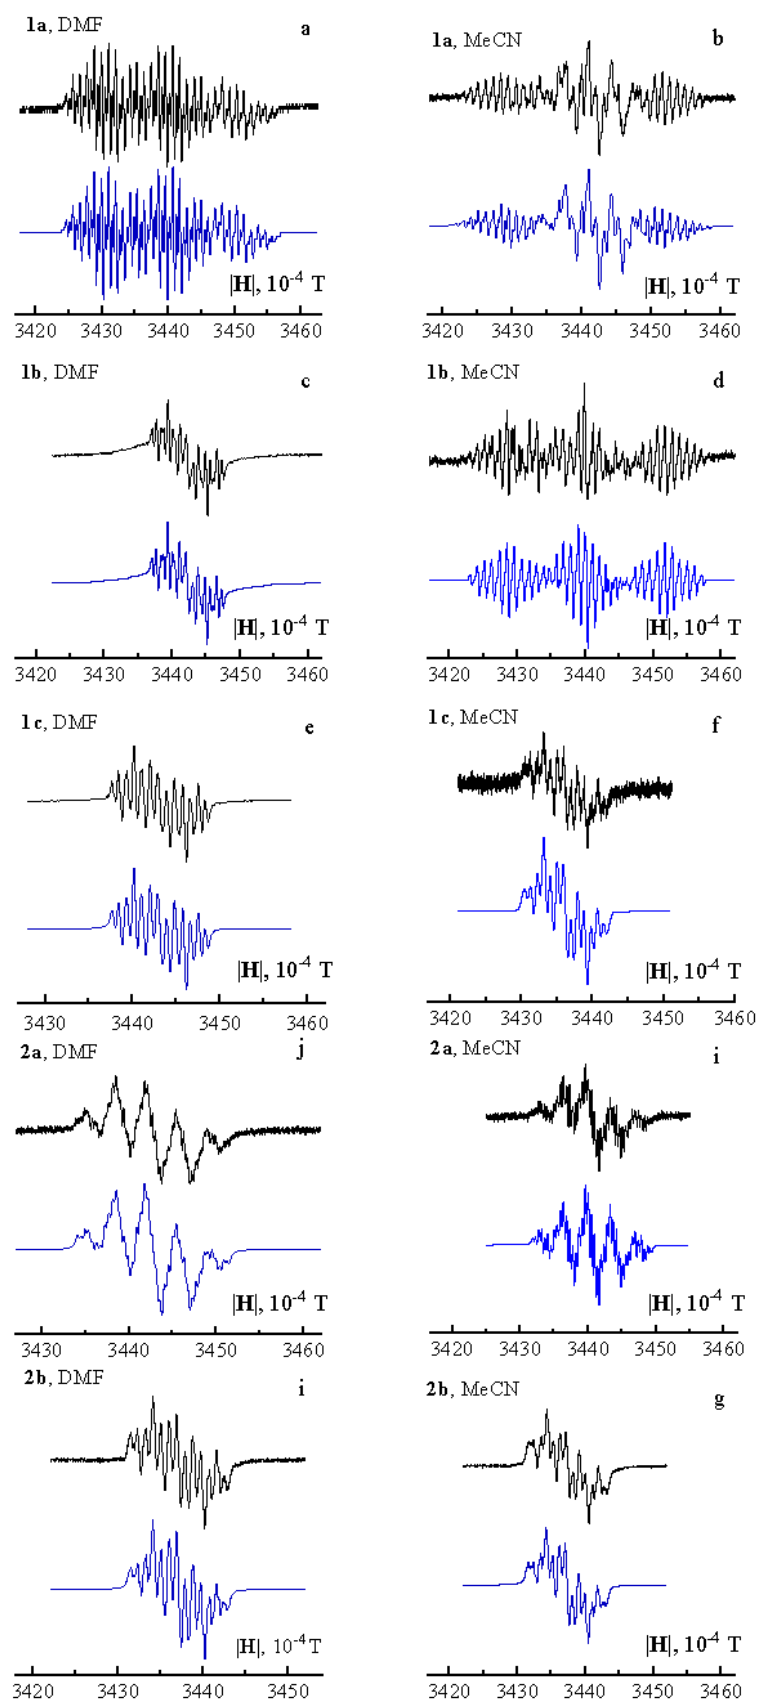 1a, DMF a
|H|, 10-4 T
3420 3430 3440 3450 3460
1a, MeCN b
|H|, 10-4 T
3420 3430 3440 3450 3460
1b, DMF c
|H|, 10-4 T
3420 3430 3440 3450 3460
1b, MeCN d
|H|, 10-4 T
3420 3430 3440 3450 3460
1c, DMF e
|H|, 10-4 T
3430 3440 3450 3460
1c, MeCN f
|H|, 10-4 T
3420 3430 3440 3450 3460
2a, DMF j
|H|, 10-4 T
3430 3440 3450 3460
2a, MeCN i
|H|, 10-4 T
3420 3430 3440 3450 3460
2b, DMF i
|H|, 10-4 T
3420 3430 3440 3450
2b, MeCN g
|H|, 10-4 T
3420 3430 3440 3450 3460